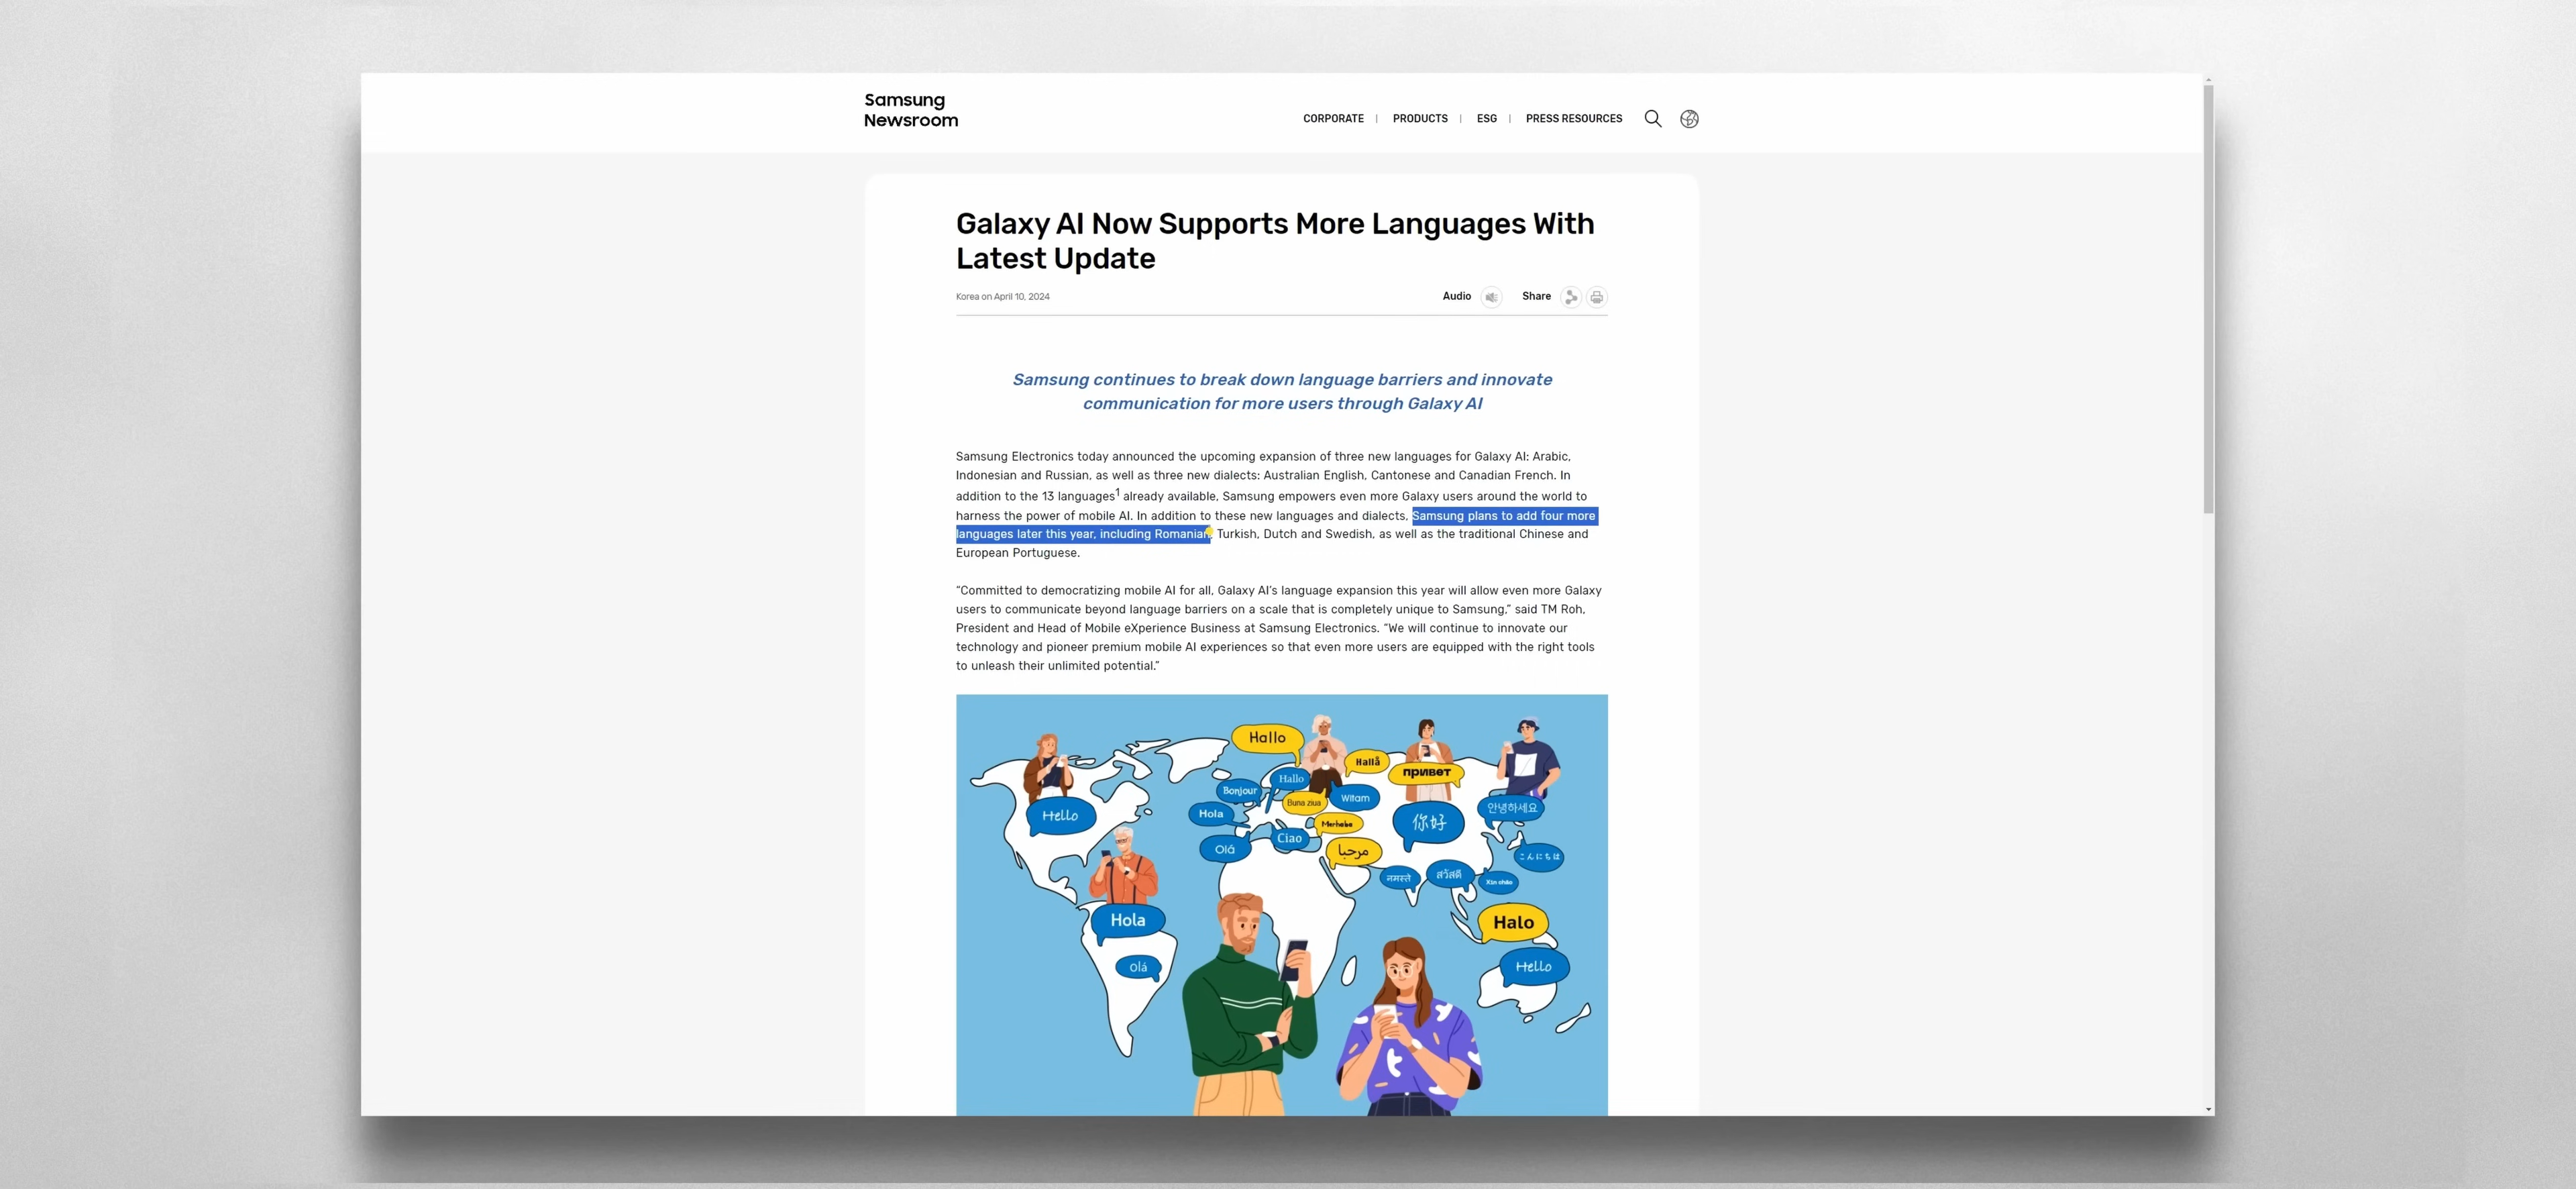 Samsung
Newsroom
CORPORATE | PRODUCTS | ESG | PRESS RESOURCES
Galaxy AI Now Supports More Languages With
Latest Update
Korea on April 10, 2024
Audio Share
Samsung continues to break down language barriers and innovate
communication for more users through Galaxy AI
Samsung Electronics today announced the upcoming expansion of three new languages for Galaxy AI: Arabic,
Indonesian and Russian, as well as three new dialects: Australian English, Cantonese and Canadian French. In
addition to the 13 languages1 already available, Samsung empowers even more Galaxy users around the world to
harness the power of mobile AI. In addition to these new languages and dialects, Samsung plans to add four more
languages later this year, including Romanian, Turkish, Dutch and Swedish, as well as the traditional Chinese and
European Portuguese.
“Committed to democratizing mobile AI for all, Galaxy AI’s language expansion this year will allow even more Galaxy
users to communicate beyond language barriers on a scale that is completely unique to Samsung,” said TM Roh,
President and Head of Mobile eXperience Business at Samsung Electronics. “We will continue to innovate our
technology and pioneer premium mobile AI experiences so that even more users are equipped with the right tools
to unleash their unlimited potential.”
Hallo
Hallå
привет
Hallo
Bonjour
Buna ziua
Witam
Hello
Hola
Merhaba
你好
안녕하세요
Ciao
Olá
مرحبا
こんにちは
नमस्ते
สวัสดี
Xin chào
Hola
Halo
Olá
Hello